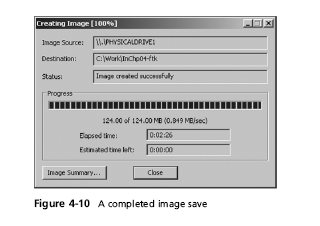 Creating Image [100%]
Image Source: \\.\PHYSICALDRIVE1
Destination: C:\Work\InChp04-ftk
Status: Image created successfully
Progress
124.00 of 124.00 MB (0.849 MB/sec)
Elapsed time: 0:02:26
Estimated time left: 0:00:00
Image Summary... Close
Figure 4-10 A completed image save